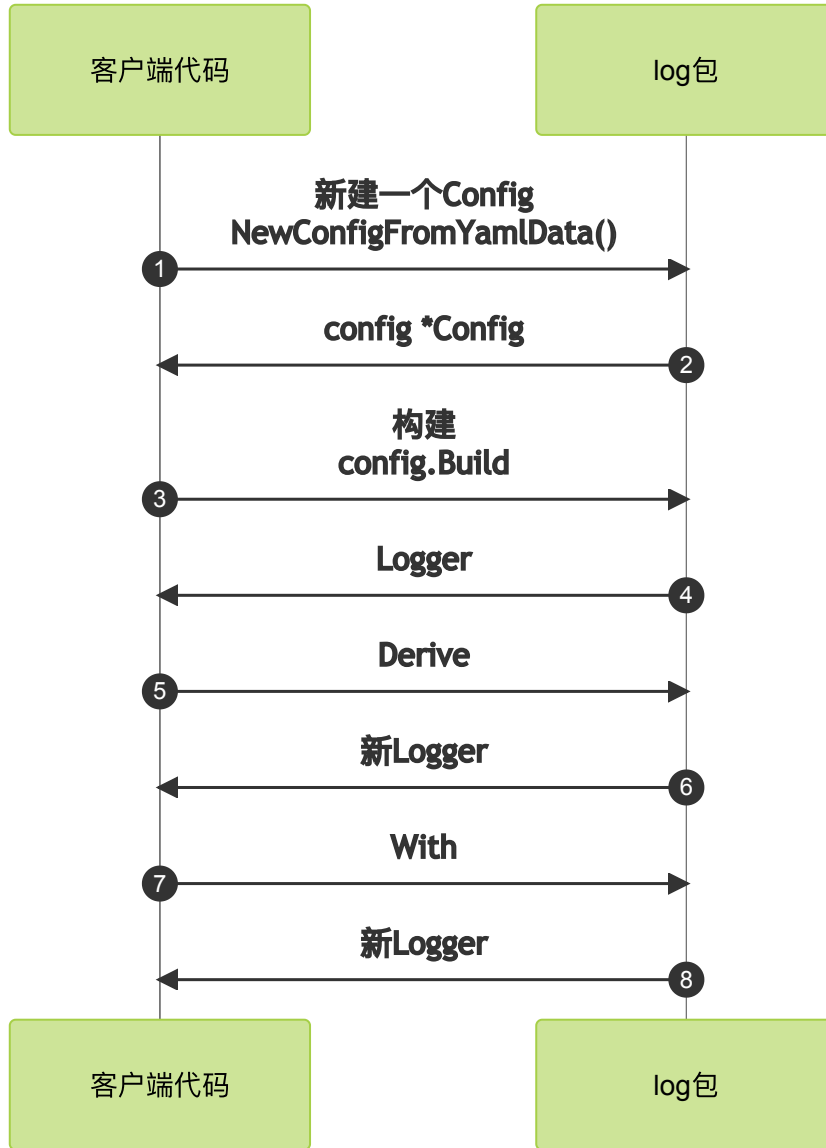 客户端代码
log包
新建一个Config
NewConfigFromYamlData()
1
config *Config
2
构建
config.Build
3
Logger
4
Derive
5
新Logger
6
With
7
新Logger
8
客户端代码
log包